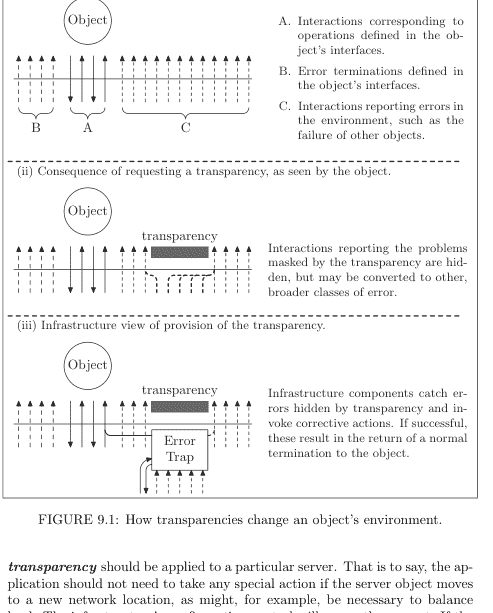 Object
A. Interactions corresponding to
operations defined in the ob-
ject's interfaces.
B. Error terminations defined in
the object's interfaces.
C. Interactions reporting errors in
the environment, such as the
failure of other objects.
B
A
C
(ii) Consequence of requesting a transparency, as seen by the object.
Object
transparency
Interactions reporting the problems
masked by the transparency are hid-
den, but may be converted to other,
broader classes of error.
(iii) Infrastructure view of provision of the transparency.
Object
transparency
Error
Trap
Infrastructure components catch er-
rors hidden by transparency and in-
voke corrective actions. If successful,
these result in the return of a normal
termination to the object.
FIGURE 9.1: How transparencies change an object's environment.
transparency should be applied to a particular server. That is to say, the ap-
plication should not need to take any special action if the server object moves
to a new network location, as might, for example, be necessary to balance